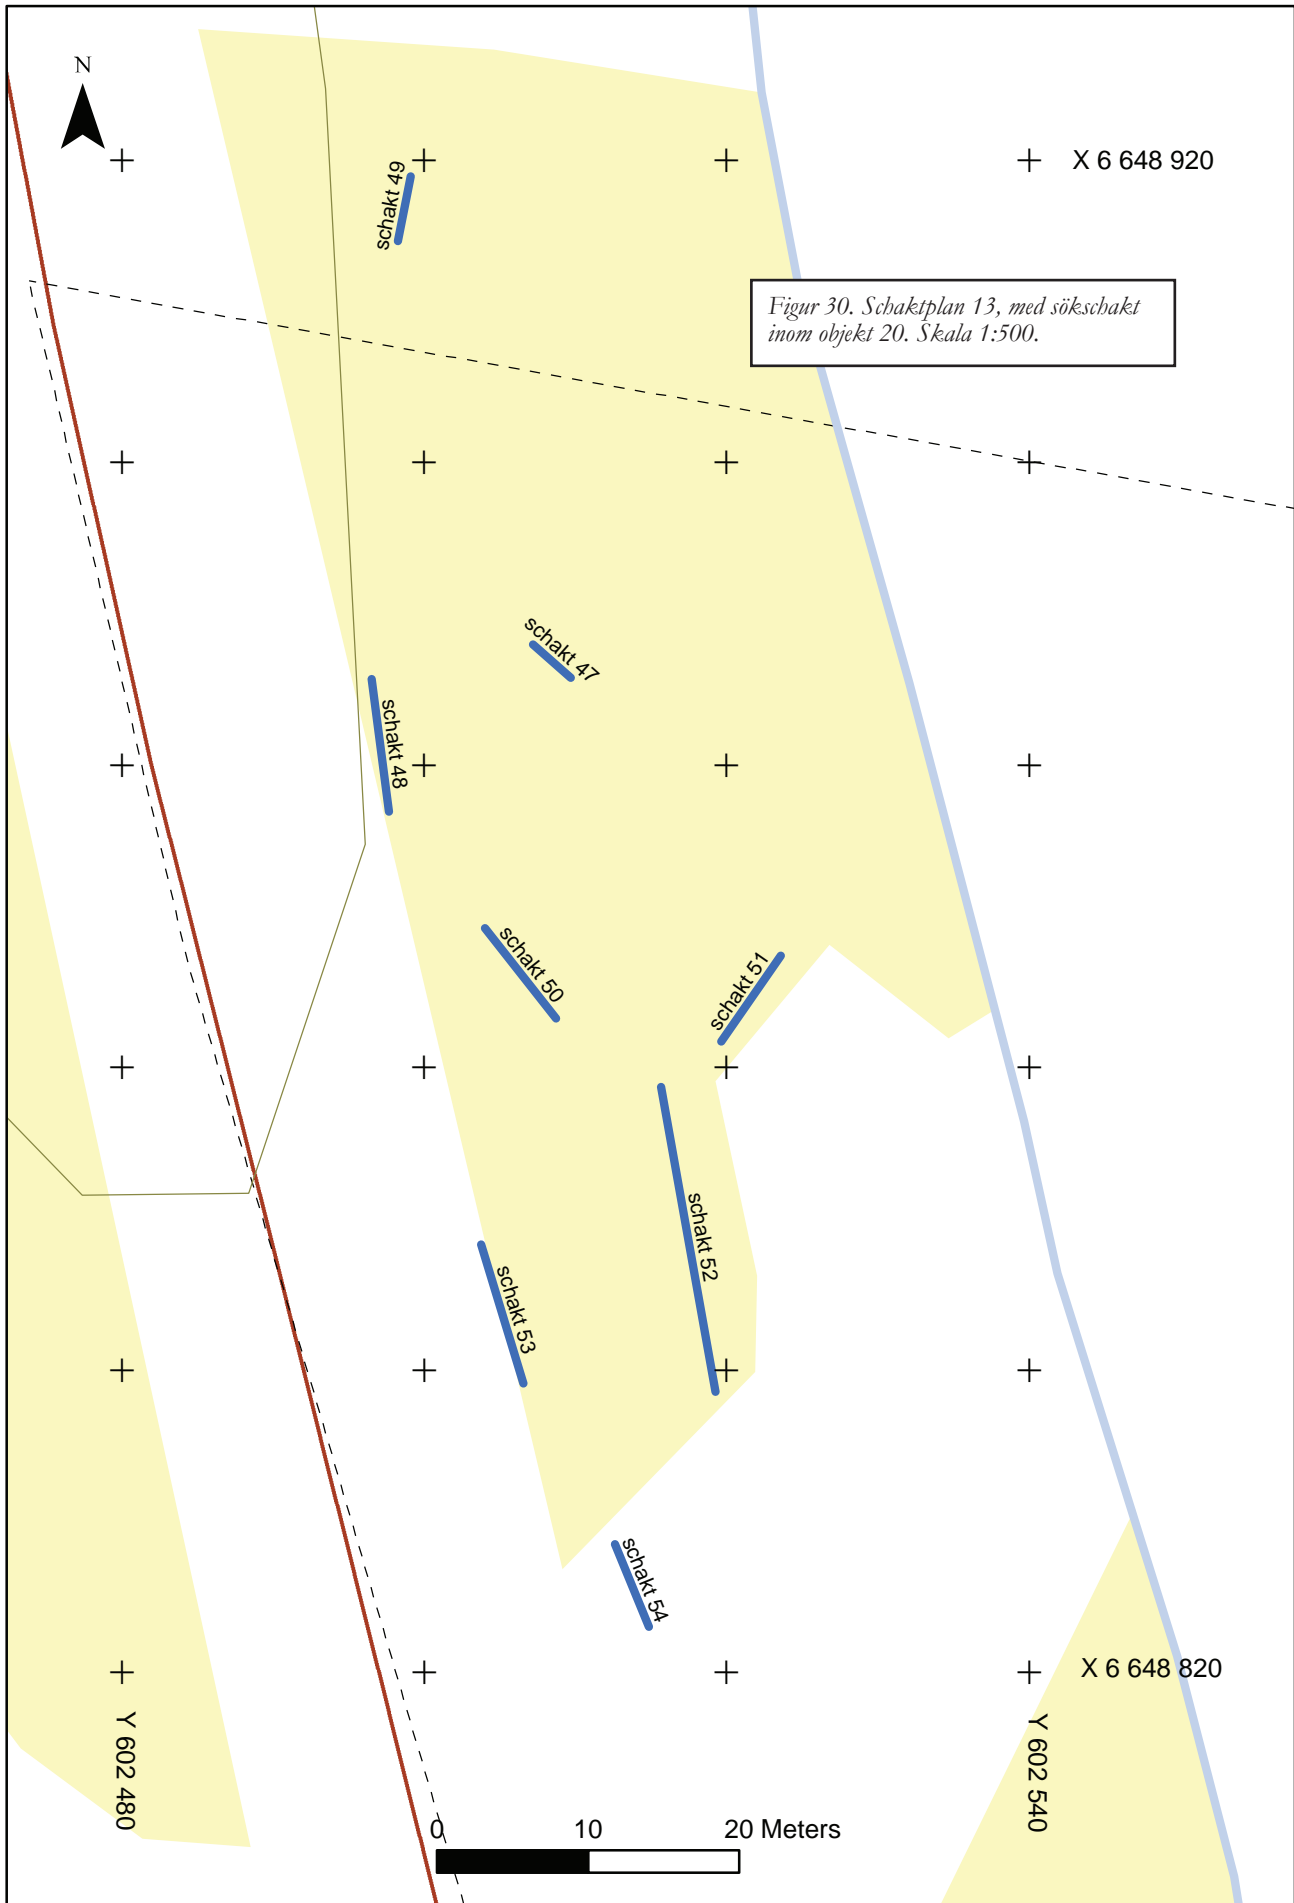 N
X 6 648 920
schakt 49
Figur 30. Schaktplan 13, med sökschakt
inom objekt 20. Skala 1:500.
schakt 47
schakt 48
schakt 50
schakt 51
schakt 52
schakt 53
schakt 54
X 6 648 820
Y 602 480
Y 602 540
0 10 20 Meters